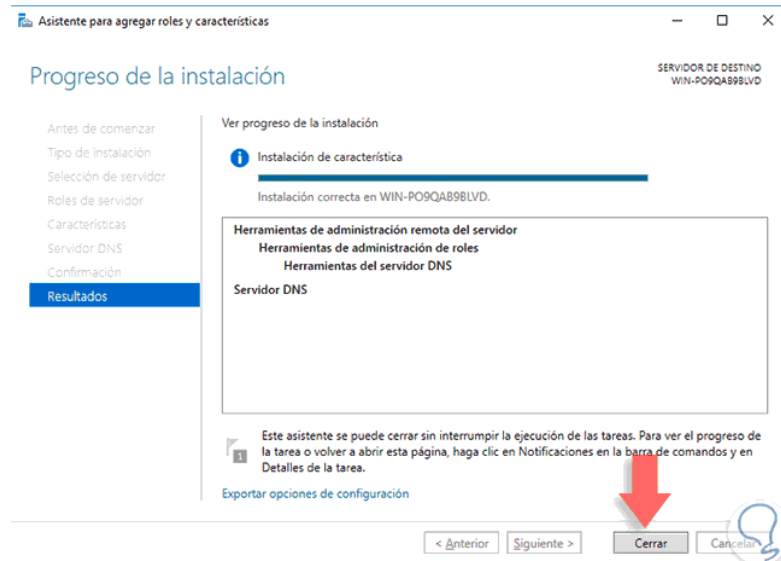 Asistente para agregar roles y características
Progreso de la instalación
SERVIDOR DE DESTINO
WIN-PO9QAB9BLVD
Antes de comenzar
Tipo de instalación
Selección de servidor
Roles de servidor
Características
Servidor DNS
Confirmación
Resultados
Ver progreso de la instalación
Instalación de característica
Instalación correcta en WIN-PO9QAB9BLVD.
Herramientas de administración remota del servidor
Herramientas de administración de roles
Herramientas del servidor DNS
Servidor DNS
1
Este asistente se puede cerrar sin interrumpir la ejecución de las tareas. Para ver el progreso de
la tarea o volver a abrir esta página, haga clic en Notificaciones en la barra de comandos y en
Detalles de la tarea.
Exportar opciones de configuración
< Anterior
Siguiente >
Cerrar
Cancelar